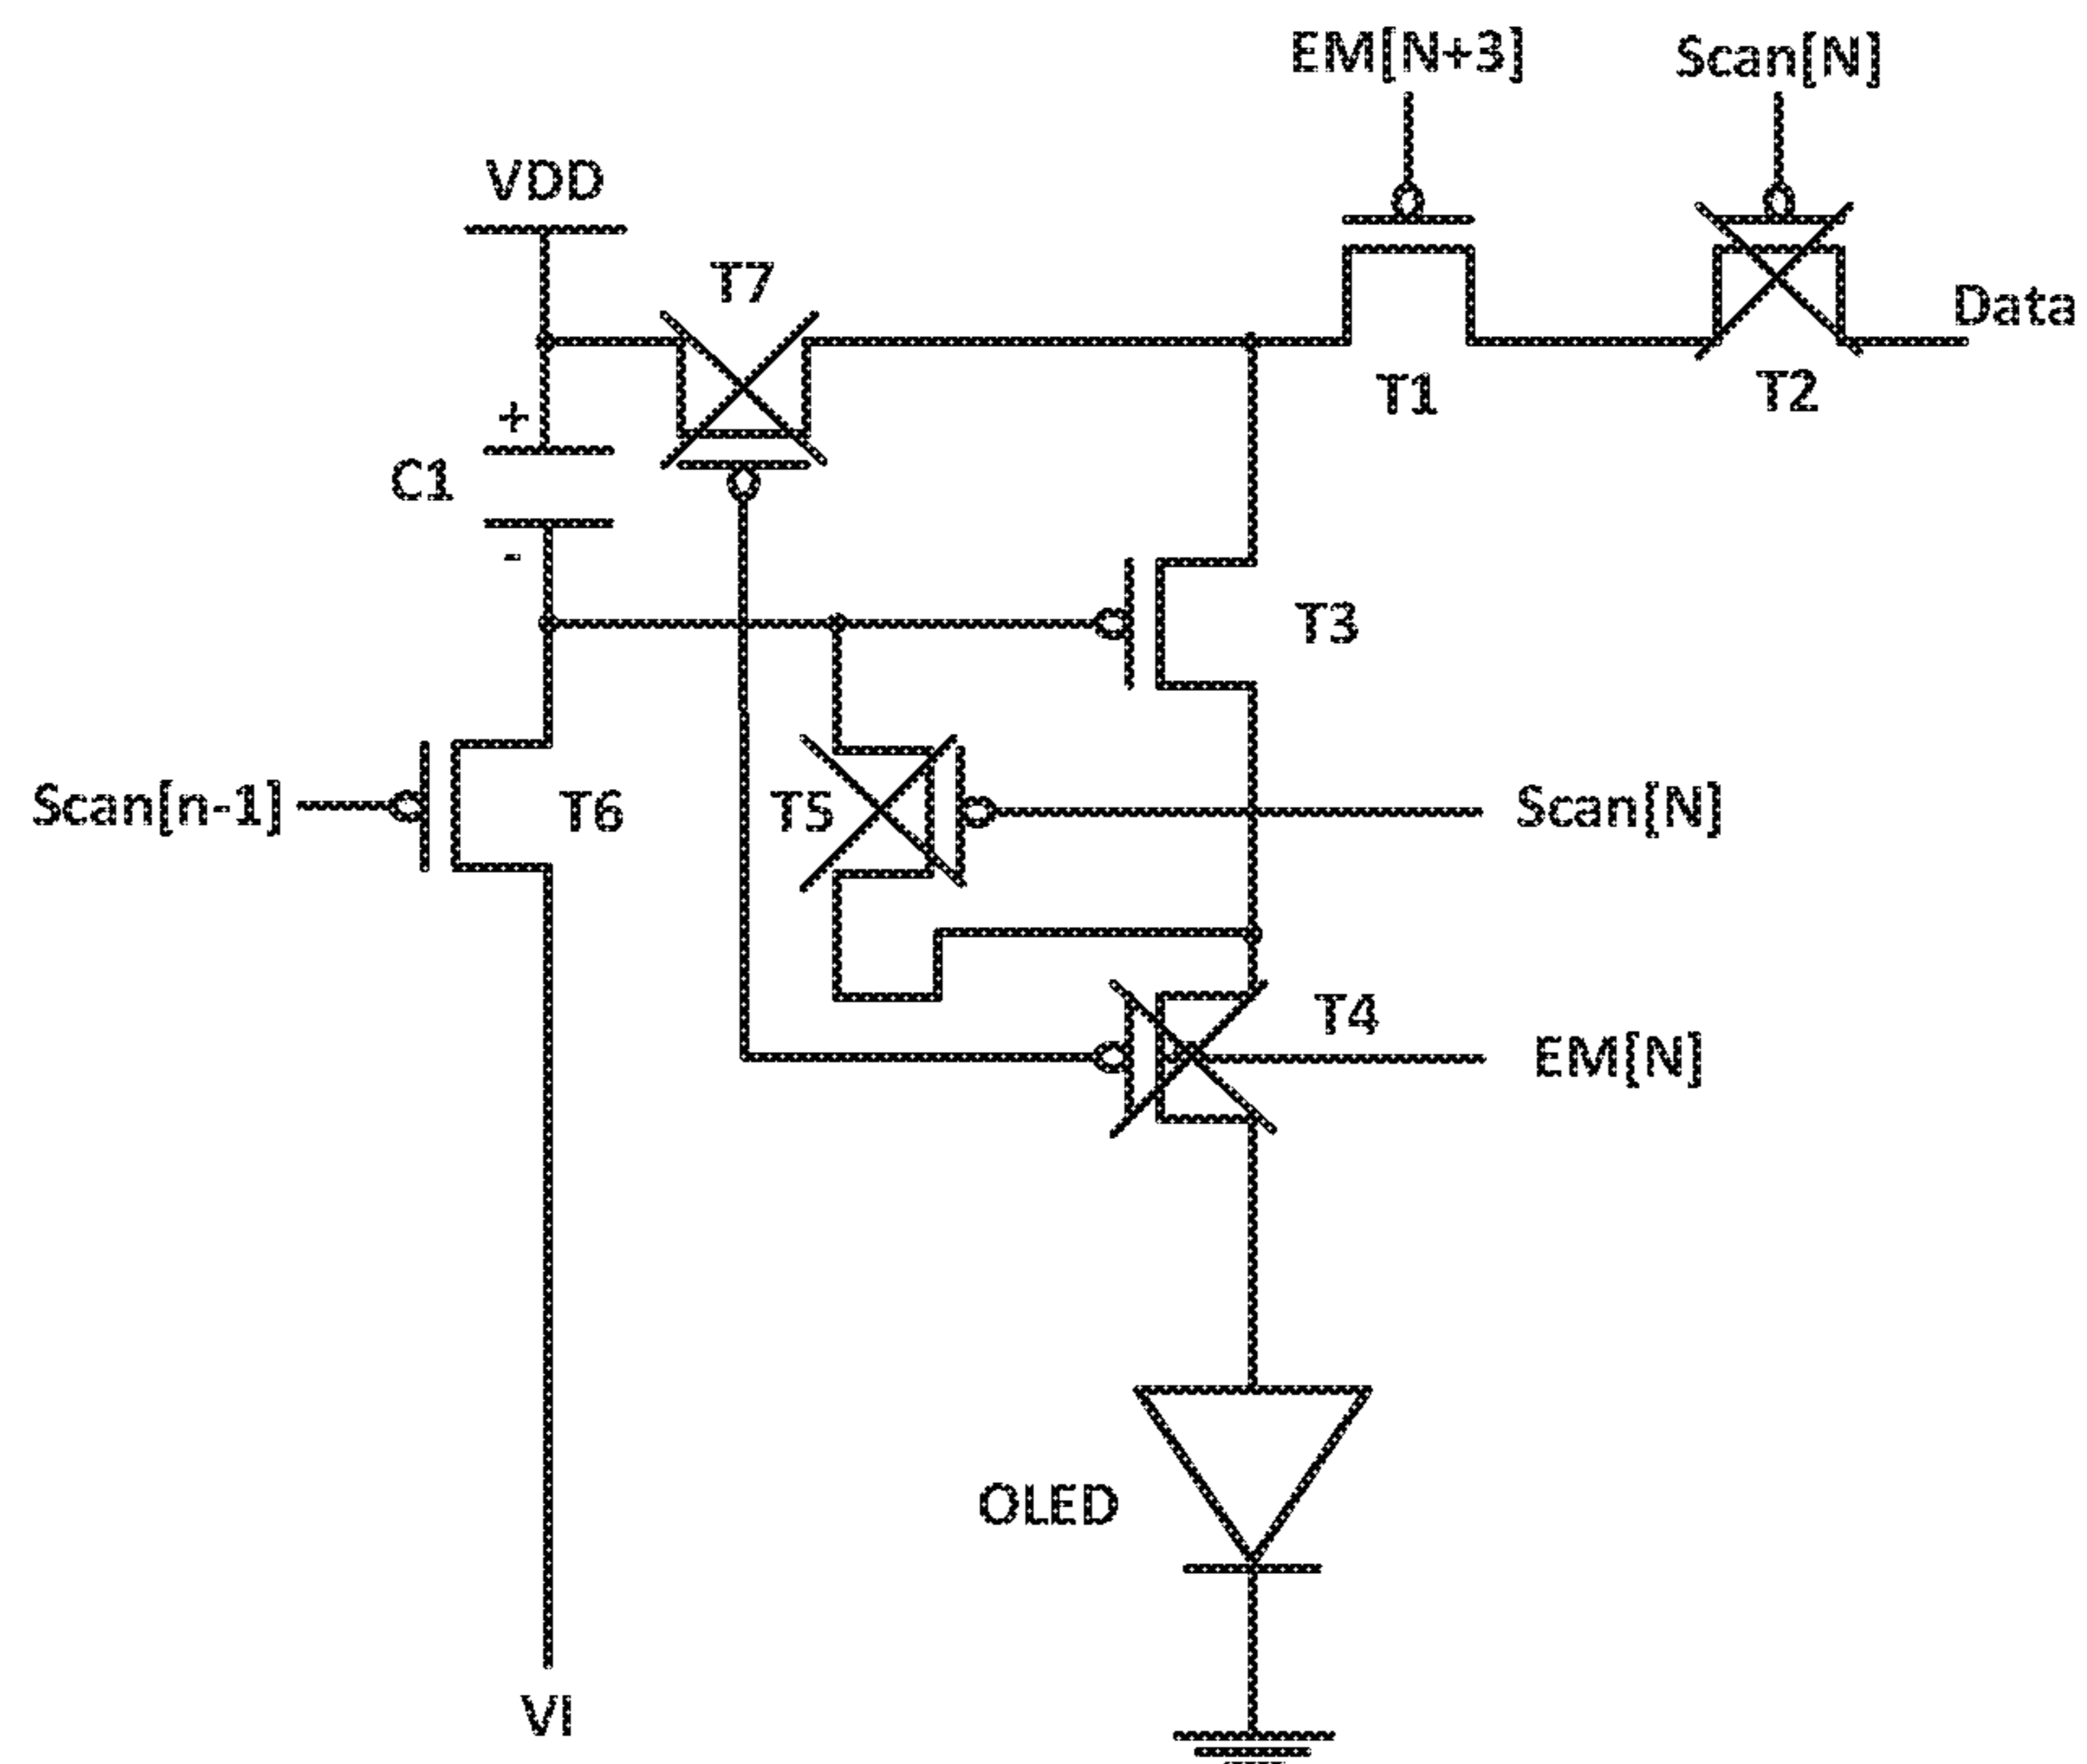 EM[N+3]
Scan[N]
VDD
T7
Data
T1
T2
+
C1
-
T3
Scan[n-1]
T6
T5
Scan[N]
T4
EM[N]
OLED
VI